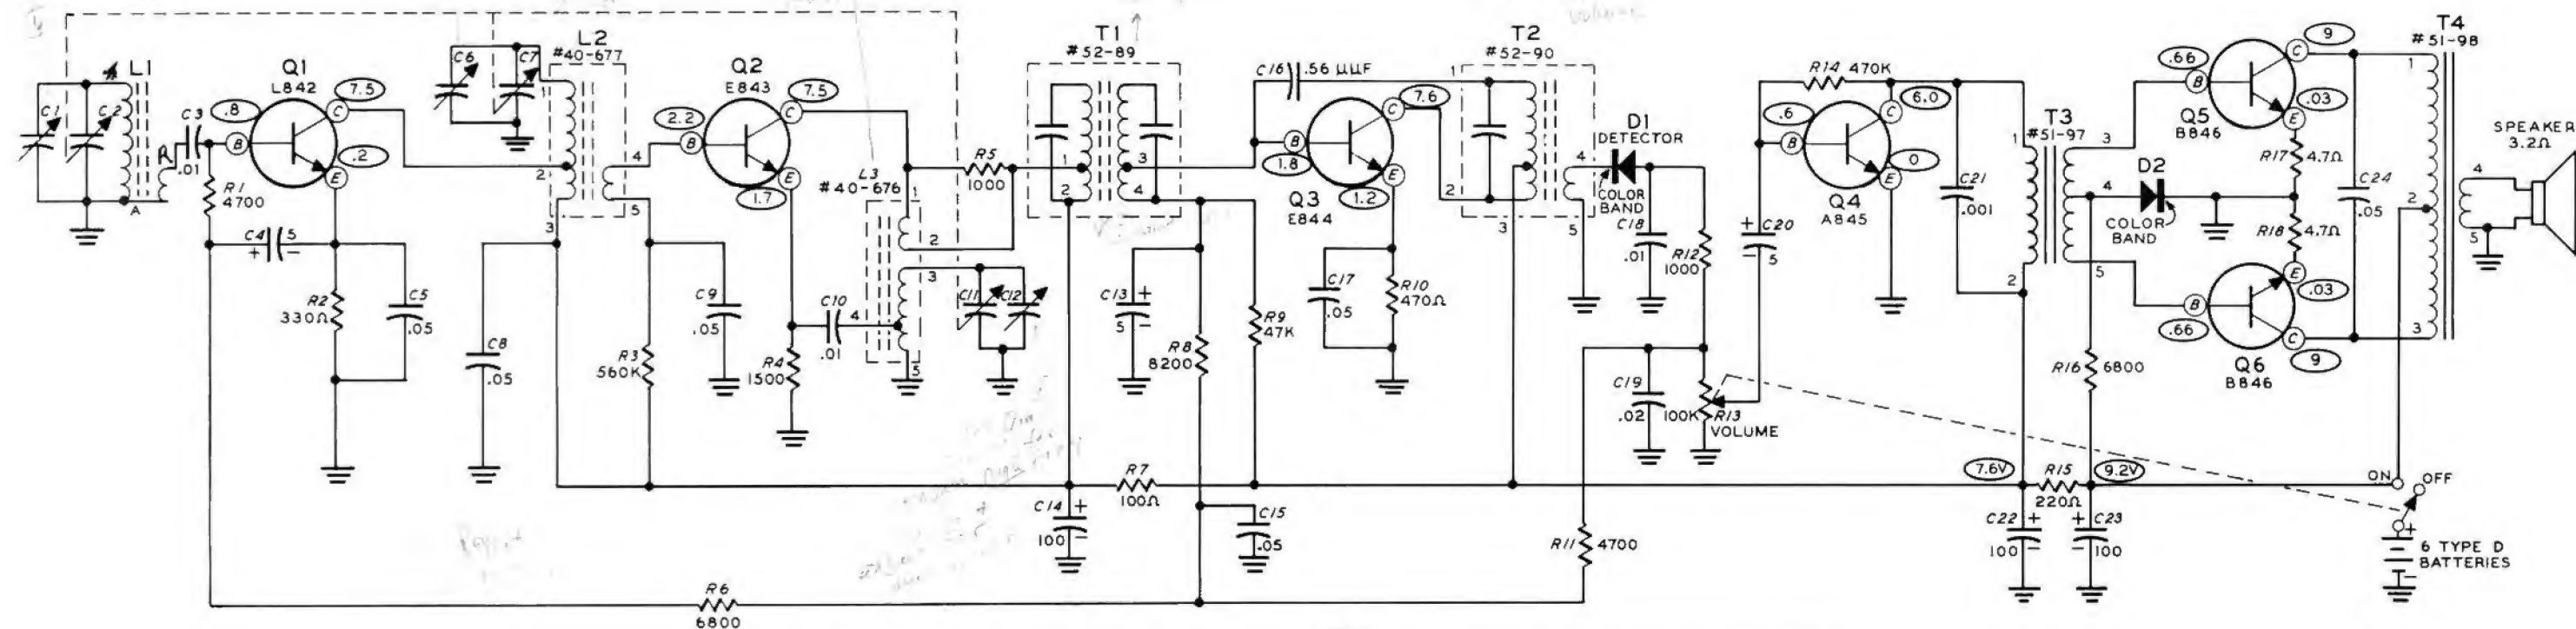 L1
C1
C2
A
R
C3
.01
R1
4700
Q1
L842
.8
B
C
7.5
.2
E
C4
5
+
-
R2
330Ω
C5
.05
C6
C7
L2
#40-677
1
2
3
4
5
C8
.05
R3
560K
C9
.05
Q2
E843
2.2
B
C
7.5
1.7
E
R4
1500
C10
.01
L3
#40-676
1
2
3
4
5
C11
C12
R5
1000
T1
#52-89
1
2
3
4
C13
5
+
-
R8
8200
R9
47K
C14
100
+
-
R7
100Ω
C15
.05
R6
6800
C16
.56 µµF
Q3
E844
B
1.8
C
7.6
E
1.2
C17
.05
R10
470Ω
T2
#52-90
1
2
3
4
5
D1
DETECTOR
COLOR
BAND
C18
.01
R12
1000
C19
.02
100K
R13
VOLUME
R11
4700
C20
5
+
-
R14 470K
Q4
A845
.6
B
C
6.0
0
E
C21
.001
T3
#51-97
1
2
3
4
5
7.6V
R15
220Ω
9.2V
C22
100
+
-
C23
100
+
-
D2
COLOR
BAND
R16
6800
Q5
B846
.66
B
C
9
.03
E
R17
4.7Ω
R18
4.7Ω
E
.03
B
.66
Q6
B846
C
9
C24
.05
T4
#51-98
1
2
3
4
5
SPEAKER
3.2Ω
ON
OFF
+
-
6 TYPE D
BATTERIES
volume